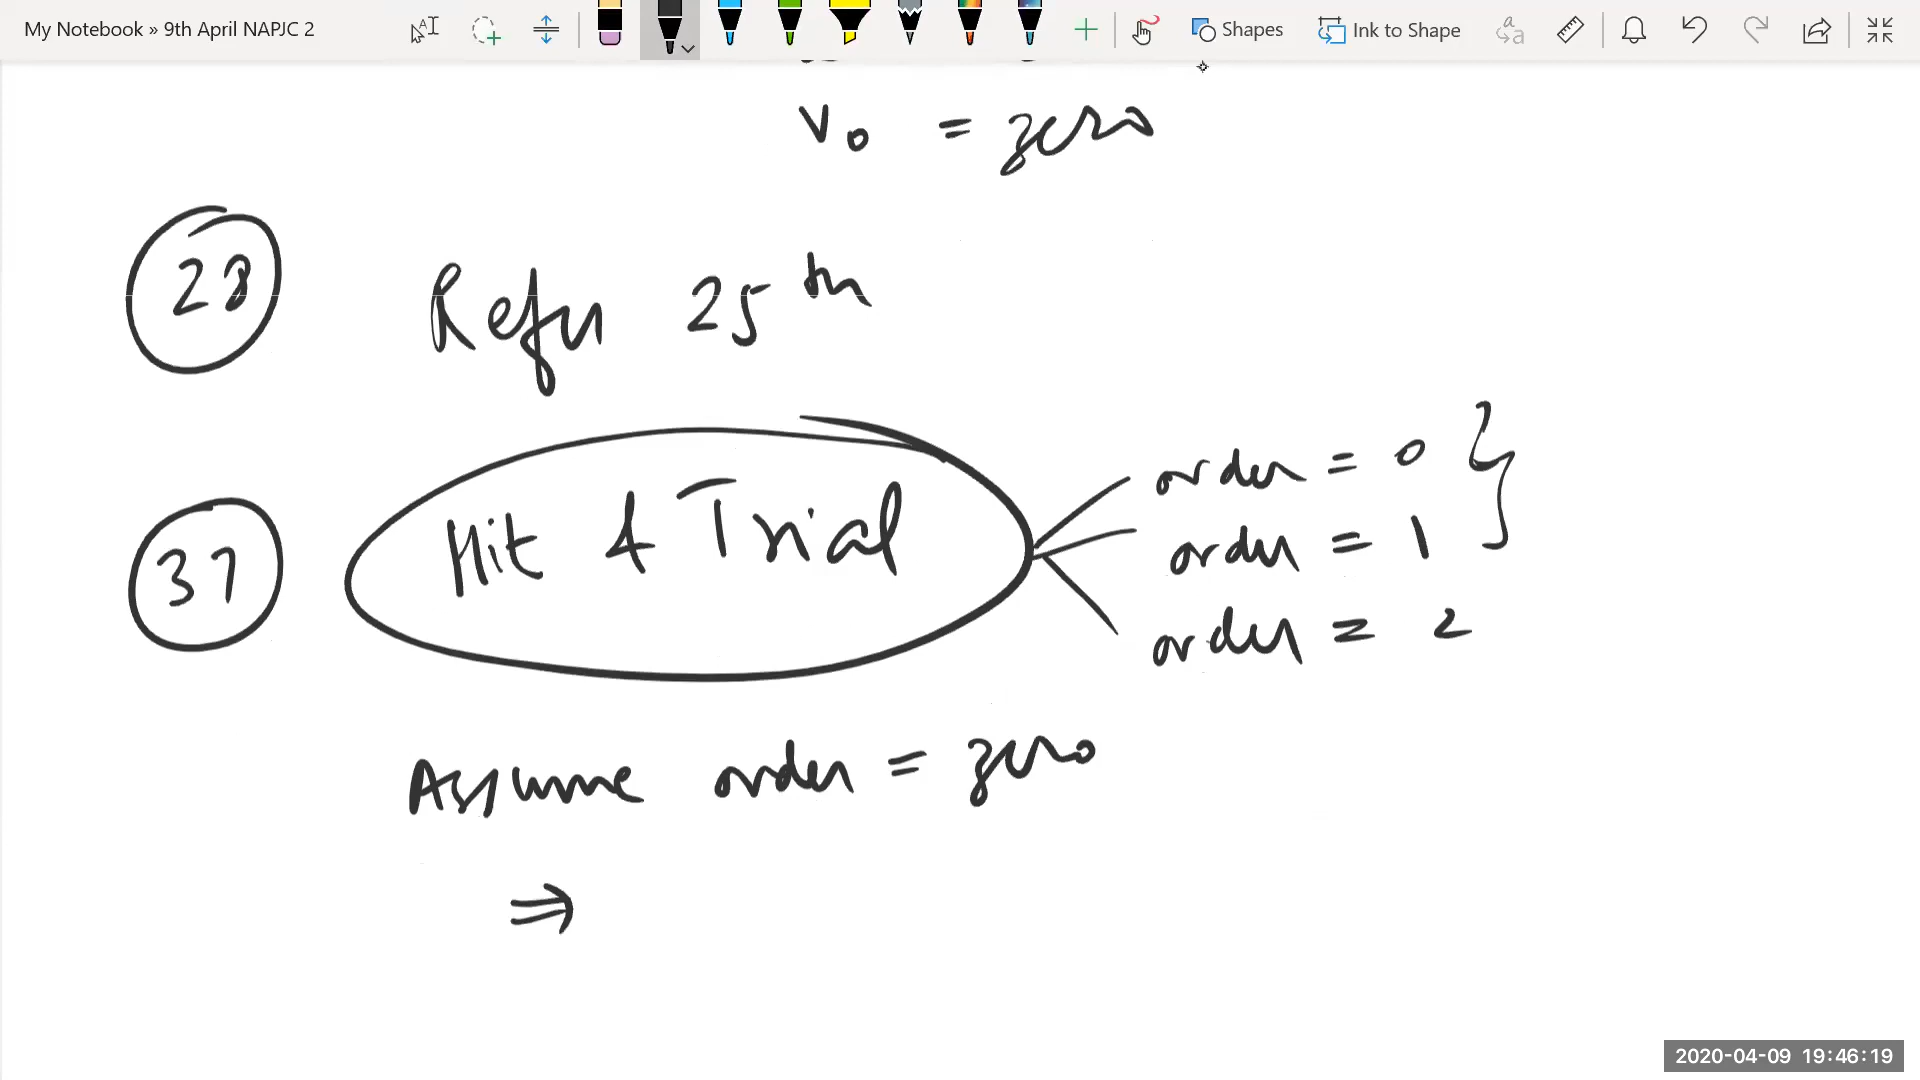 My Notebook » 9th April NAPJC 2
Shapes
Ink to Shape
V₀ = zero
28 Refer 25th
37 Hit & Trial
order = 0
order = 1
order = 2
Assume order = zero
⇒
2020-04-09 19:46:19